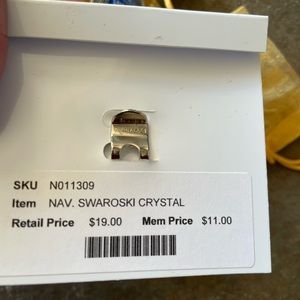 SKU N011309
Item NAV. SWAROSKI CRYSTAL
Retail Price $19.00 Mem Price $11.00